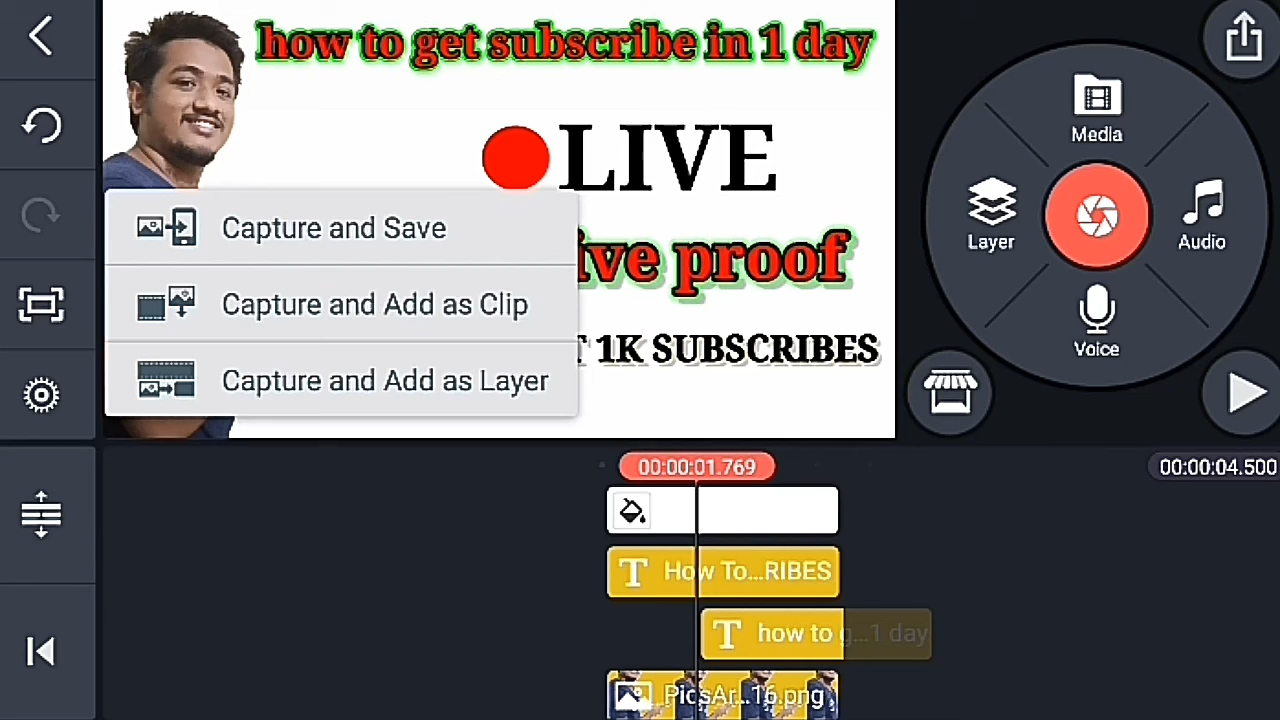 how to get subscribe in 1 day
LIVE
ive proof
1K SUBSCRIBES
Capture and Save
Capture and Add as Clip
Capture and Add as Layer
Media
Layer
Audio
Voice
00:00:01.769
00:00:04.500
How To...RIBES
how to g...1 day
PicsAr...16.png